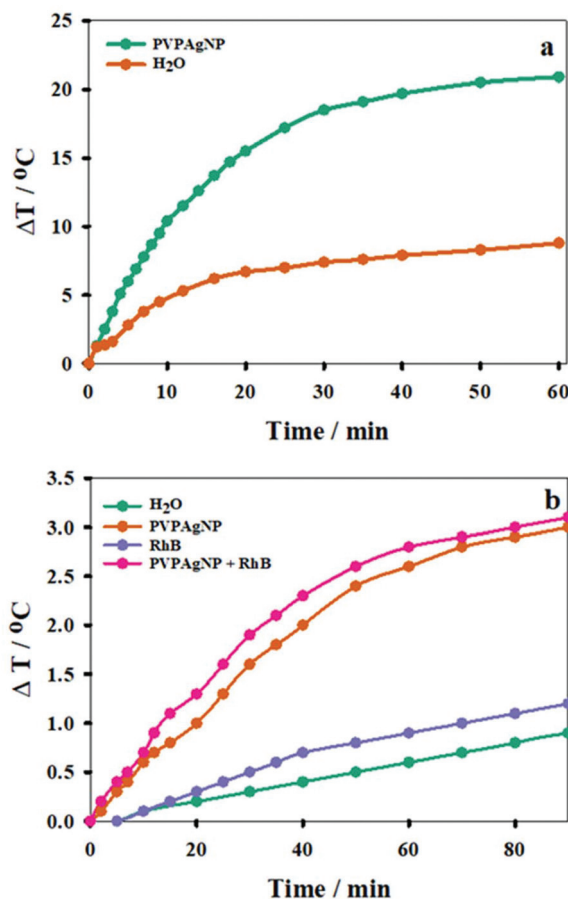 a
PVPAgNP
H₂O
25
20
15
10
5
0
ΔT / ⁰C
0 10 20 30 40 50 60
Time / min
b
H₂O
PVPAgNP
RhB
PVPAgNP + RhB
3.5
3.0
2.5
2.0
1.5
1.0
0.5
0.0
Δ T / ⁰C
0 20 40 60 80
Time / min